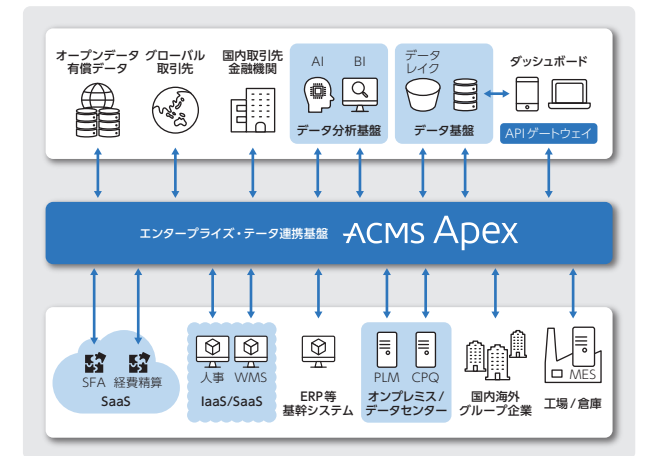 オープンデータ
有償データ
グローバル
取引先
国内取引先
金融機関
AI
BI
データ分析基盤
データ
レイク
データ基盤
ダッシュボード
APIゲートウェイ
エンタープライズ・データ連携基盤 ACMS Apex
SFA
経費精算
SaaS
人事
WMS
IaaS/SaaS
ERP等
基幹システム
PLM
CPQ
オンプレミス/
データセンター
国内海外
グループ企業
MES
工場/倉庫